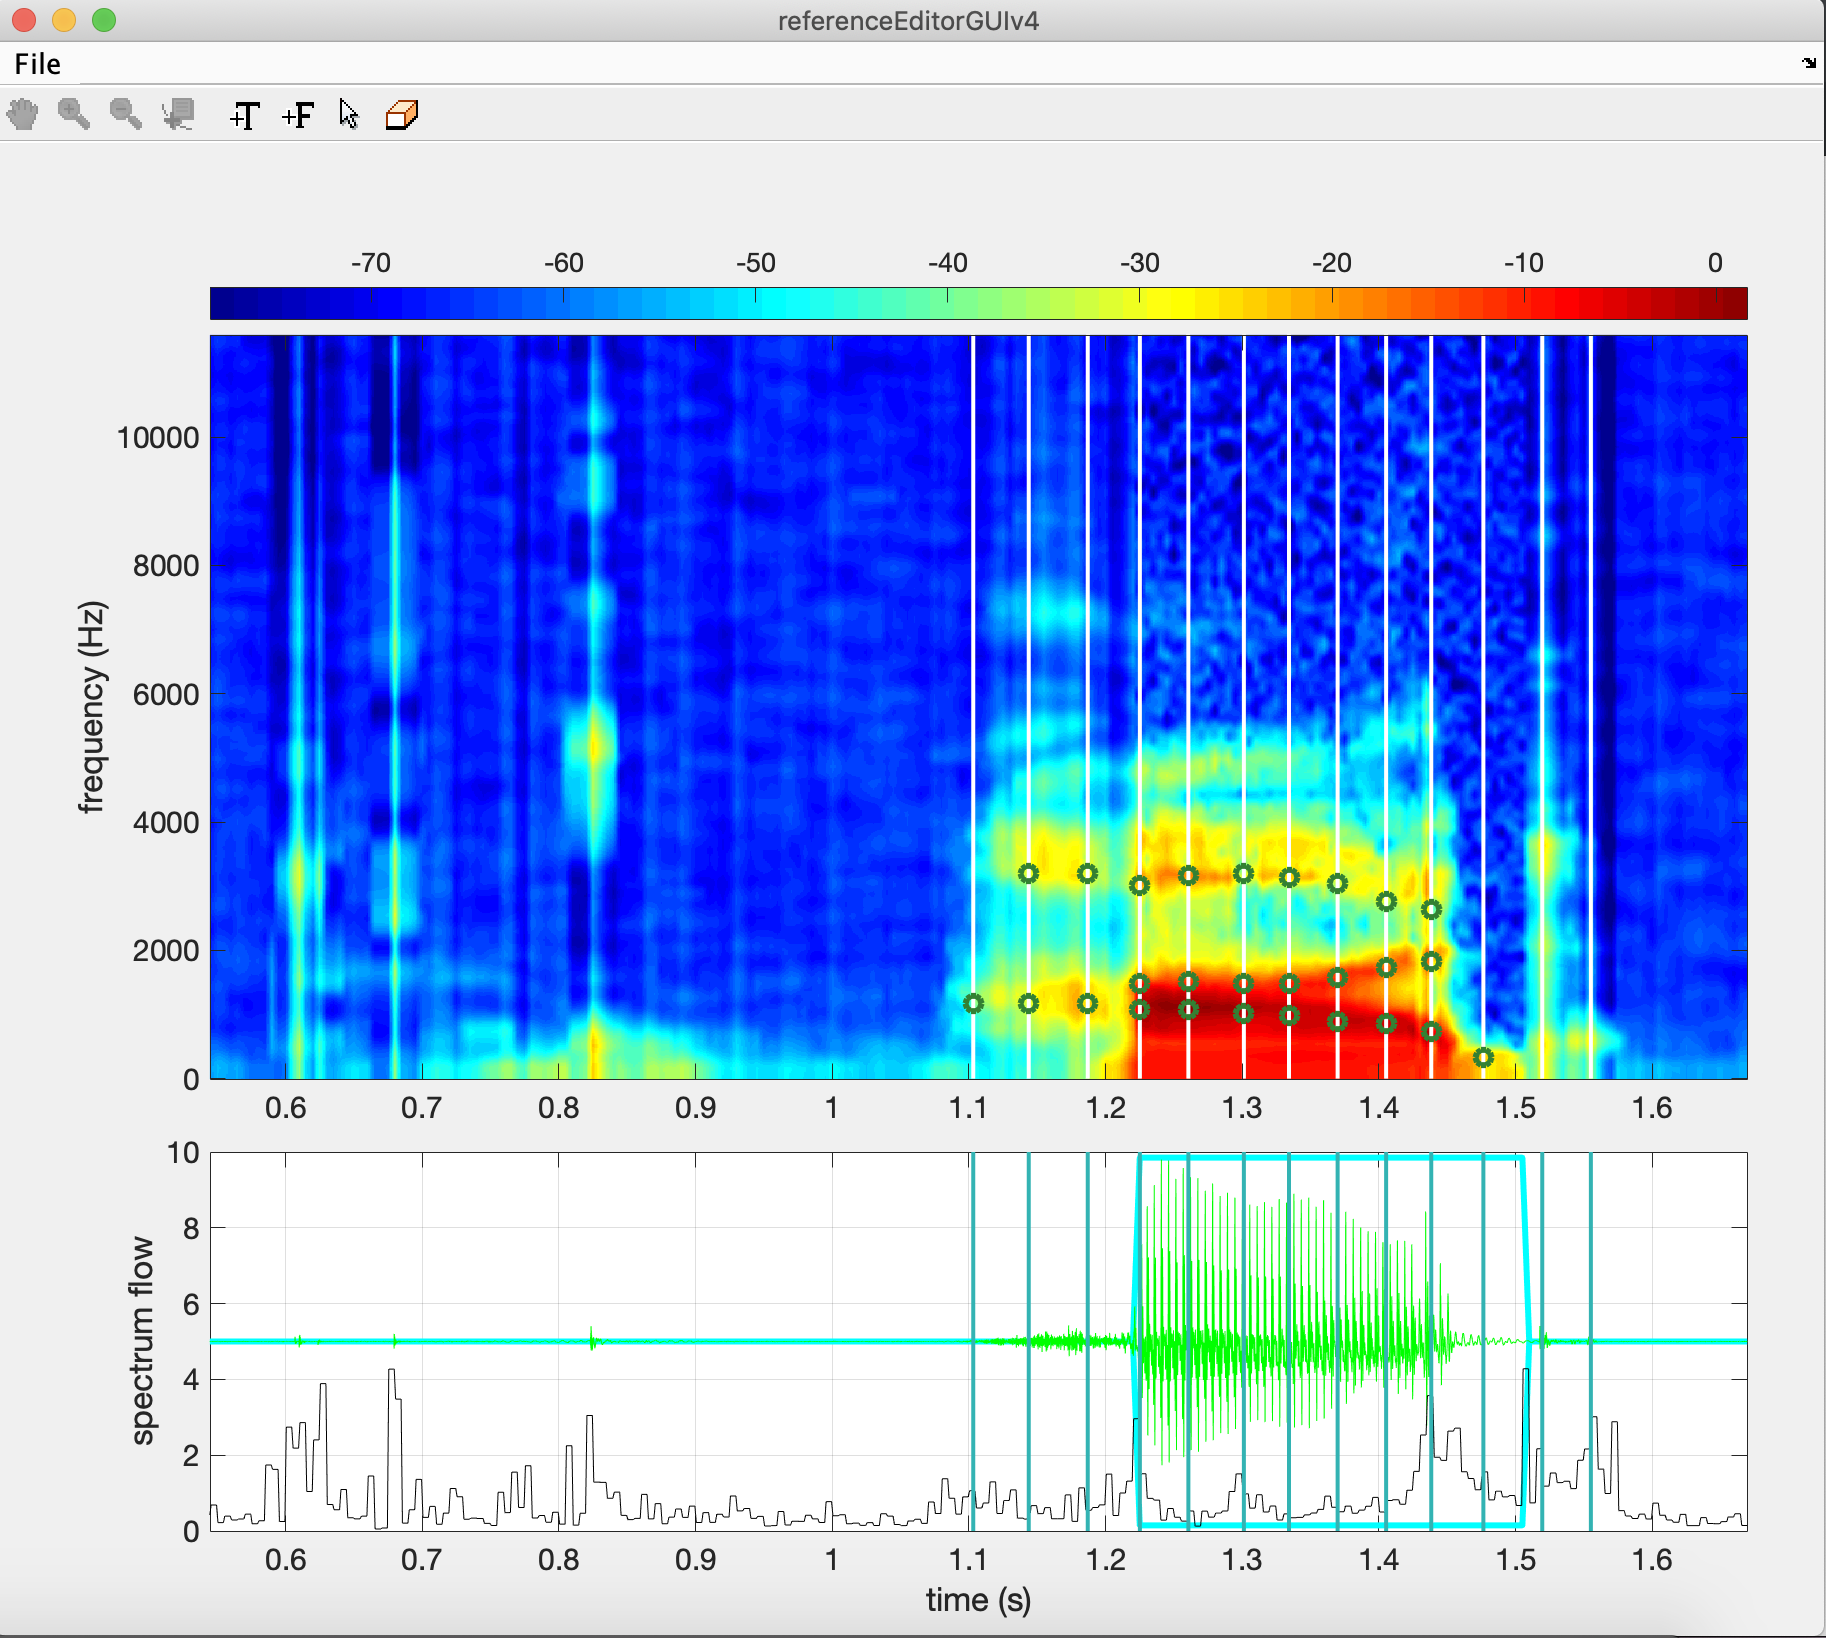 referenceEditorGUIv4
File
+T +F
-70 -60 -50 -40 -30 -20 -10 0
frequency (Hz)
10000
8000
6000
4000
2000
0
0.6 0.7 0.8 0.9 1 1.1 1.2 1.3 1.4 1.5 1.6
spectrum flow
10
8
6
4
2
0
0.6 0.7 0.8 0.9 1 1.1 1.2 1.3 1.4 1.5 1.6
time (s)